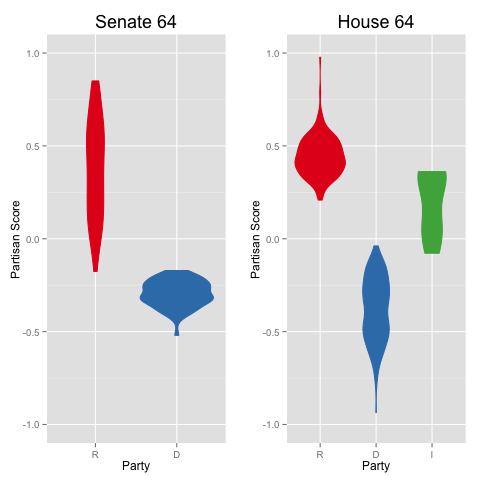 Senate 64
1.0
0.5
0.0
-0.5
-1.0
Partisan Score
R D
Party
House 64
1.0
0.5
0.0
-0.5
-1.0
Partisan Score
R D I
Party